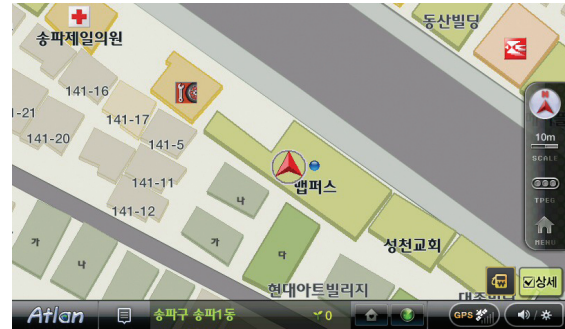 동산빌딩
송파제일의원
141-16
-21
141-17
141-20
141-5
10m
SCALE
141-11
맵퍼스
TPEG
141-12
나
MENU
가
가
다
성천교회
나
현대아트빌리지
상세
Atlan
송파구 송파1동
0
GPS